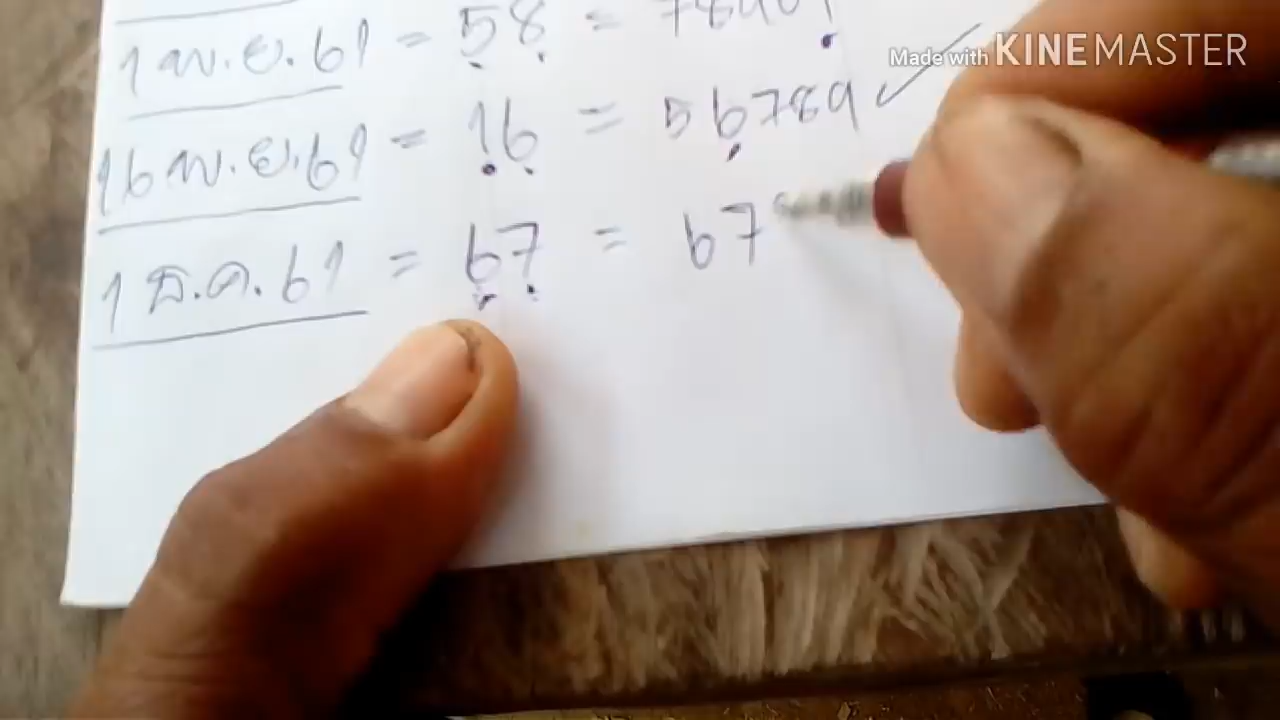 1 พ.ย. 61 = 58 = 78901
Made with KINEMASTER
16 พ.ย. 61 = 16 = 56789 ✓
1 ธ.ค. 61 = 67 = 67